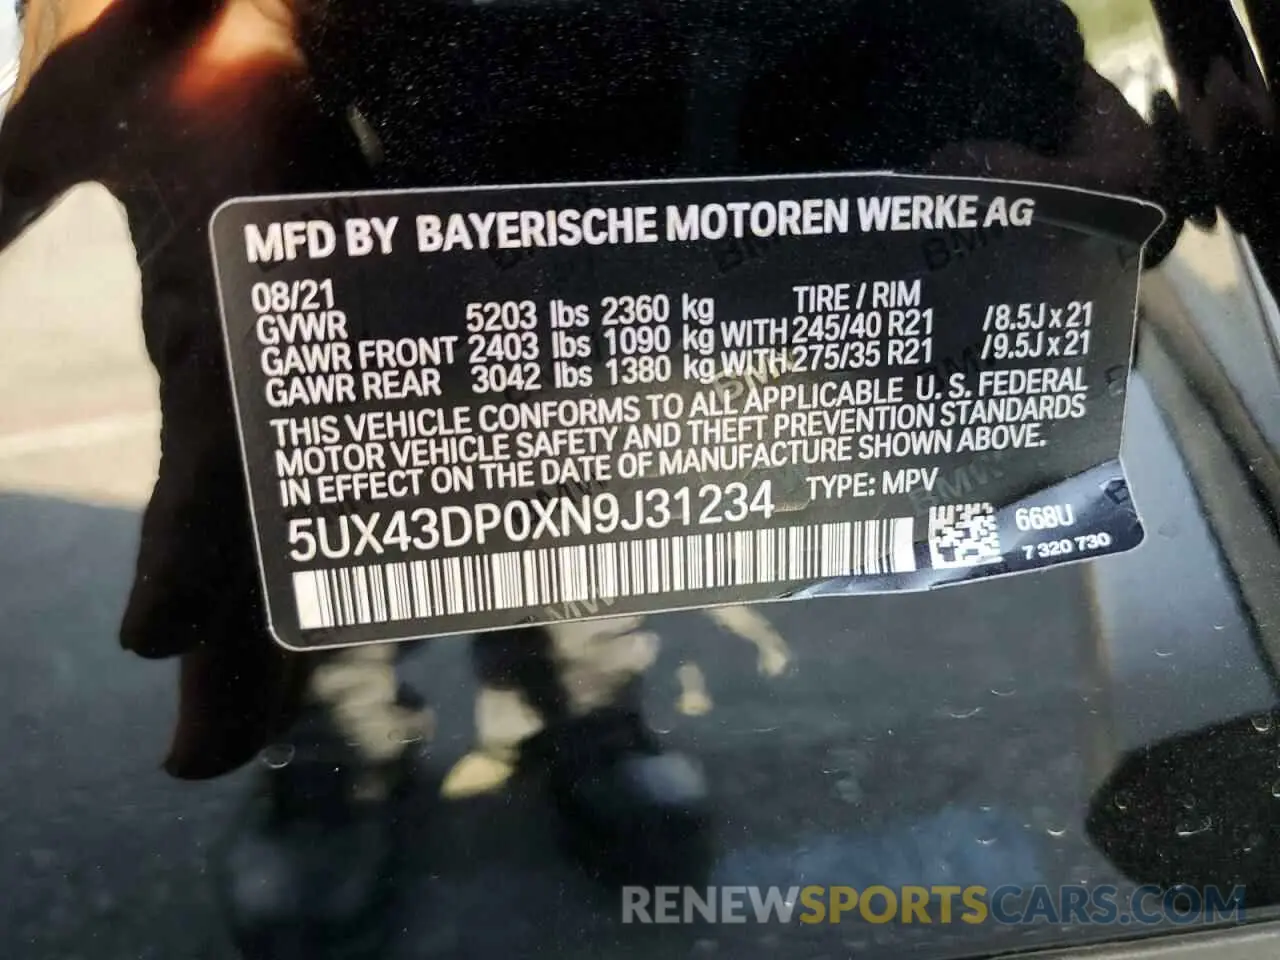 MFD BY BAYERISCHE MOTOREN WERKE AG
08/21 TIRE / RIM
GVWR 5203 lbs 2360 kg
GAWR FRONT 2403 lbs 1090 kg WITH 245/40 R21 /8.5J x 21
GAWR REAR 3042 lbs 1380 kg WITH 275/35 R21 /9.5J x 21
THIS VEHICLE CONFORMS TO ALL APPLICABLE U. S. FEDERAL
MOTOR VEHICLE SAFETY AND THEFT PREVENTION STANDARDS
IN EFFECT ON THE DATE OF MANUFACTURE SHOWN ABOVE.
5UX43DP0XN9J31234 TYPE: MPV
668U
7 320 730
RENEWSPORTSCARS.COM